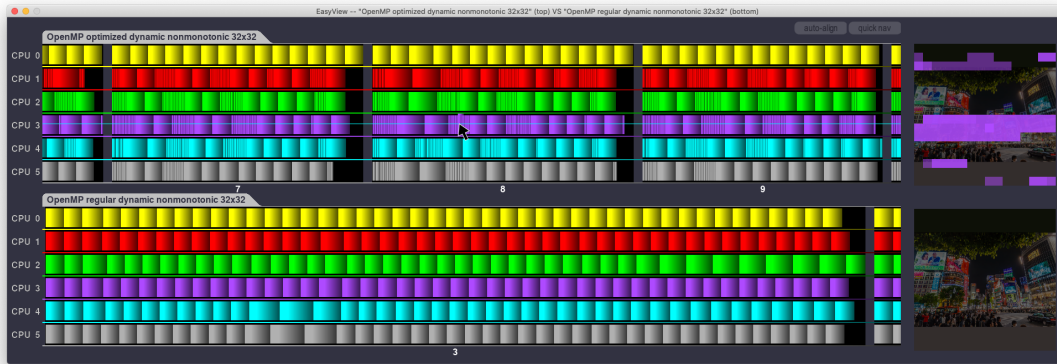 EasyView -- "OpenMP optimized dynamic nonmonotonic 32x32" (top) VS "OpenMP regular dynamic nonmonotonic 32x32" (bottom)
auto-align quick nav
OpenMP optimized dynamic nonmonotonic 32x32
CPU 0
CPU 1
CPU 2
CPU 3
CPU 4
CPU 5
7 8 9
OpenMP regular dynamic nonmonotonic 32x32
CPU 0
CPU 1
CPU 2
CPU 3
CPU 4
CPU 5
3